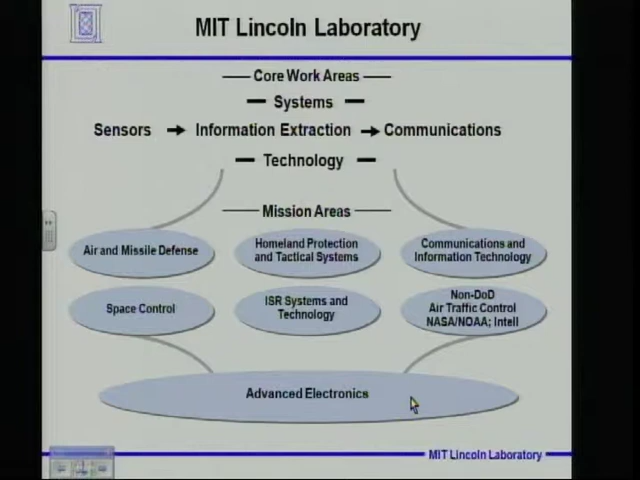 MIT Lincoln Laboratory
Core Work Areas
Systems
Sensors → Information Extraction → Communications
Technology
Mission Areas
Air and Missile Defense
Homeland Protection
and Tactical Systems
Communications and
Information Technology
Space Control
ISR Systems and
Technology
Non-DoD
Air Traffic Control
NASA/NOAA; Intell
Advanced Electronics
MIT Lincoln Laboratory